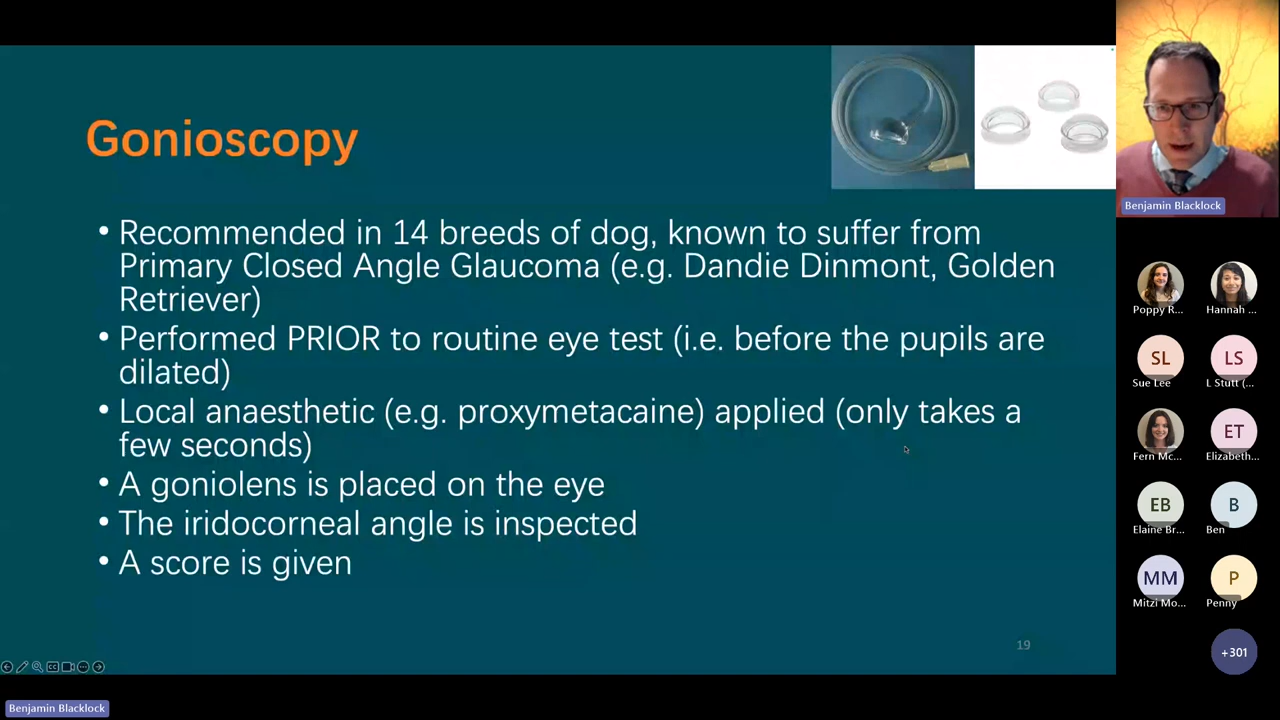 Gonioscopy
• Recommended in 14 breeds of dog, known to suffer from
Primary Closed Angle Glaucoma (e.g. Dandie Dinmont, Golden
Retriever)
• Performed PRIOR to routine eye test (i.e. before the pupils are
dilated)
• Local anaesthetic (e.g. proxymetacaine) applied (only takes a
few seconds)
• A goniolens is placed on the eye
• The iridocorneal angle is inspected
• A score is given
19
Benjamin Blacklock
Poppy R...
Hannah ...
SL
LS
Sue Lee
L Stutt (...
ET
Fern Mc...
Elizabeth...
EB
B
Elaine Br...
Ben
MM
P
Mitzi Mo...
Penny
+301
Benjamin Blacklock